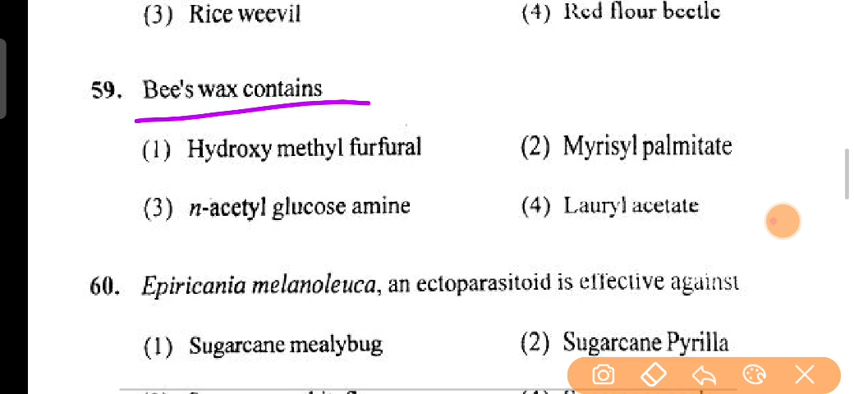 (3) Rice weevil (4) Red flour beetle
59. Bee's wax contains
(1) Hydroxy methyl furfural (2) Myrisyl palmitate
(3) n-acetyl glucose amine (4) Lauryl acetate
60. Epiricania melanoleuca, an ectoparasitoid is effective against
(1) Sugarcane mealybug (2) Sugarcane Pyrilla